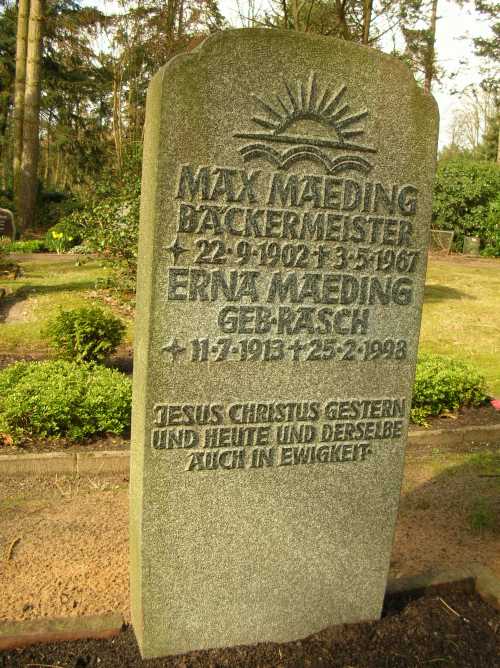 MAX MAEDING
BÄCKERMEISTER
22·9·1902 ✝ 3·5·1967
ERNA MAEDING
GEB·RASCH
11·7·1913 ✝ 25·2·1998
JESUS CHRISTUS GESTERN
UND HEUTE UND DERSELBE
AUCH IN EWIGKEIT·